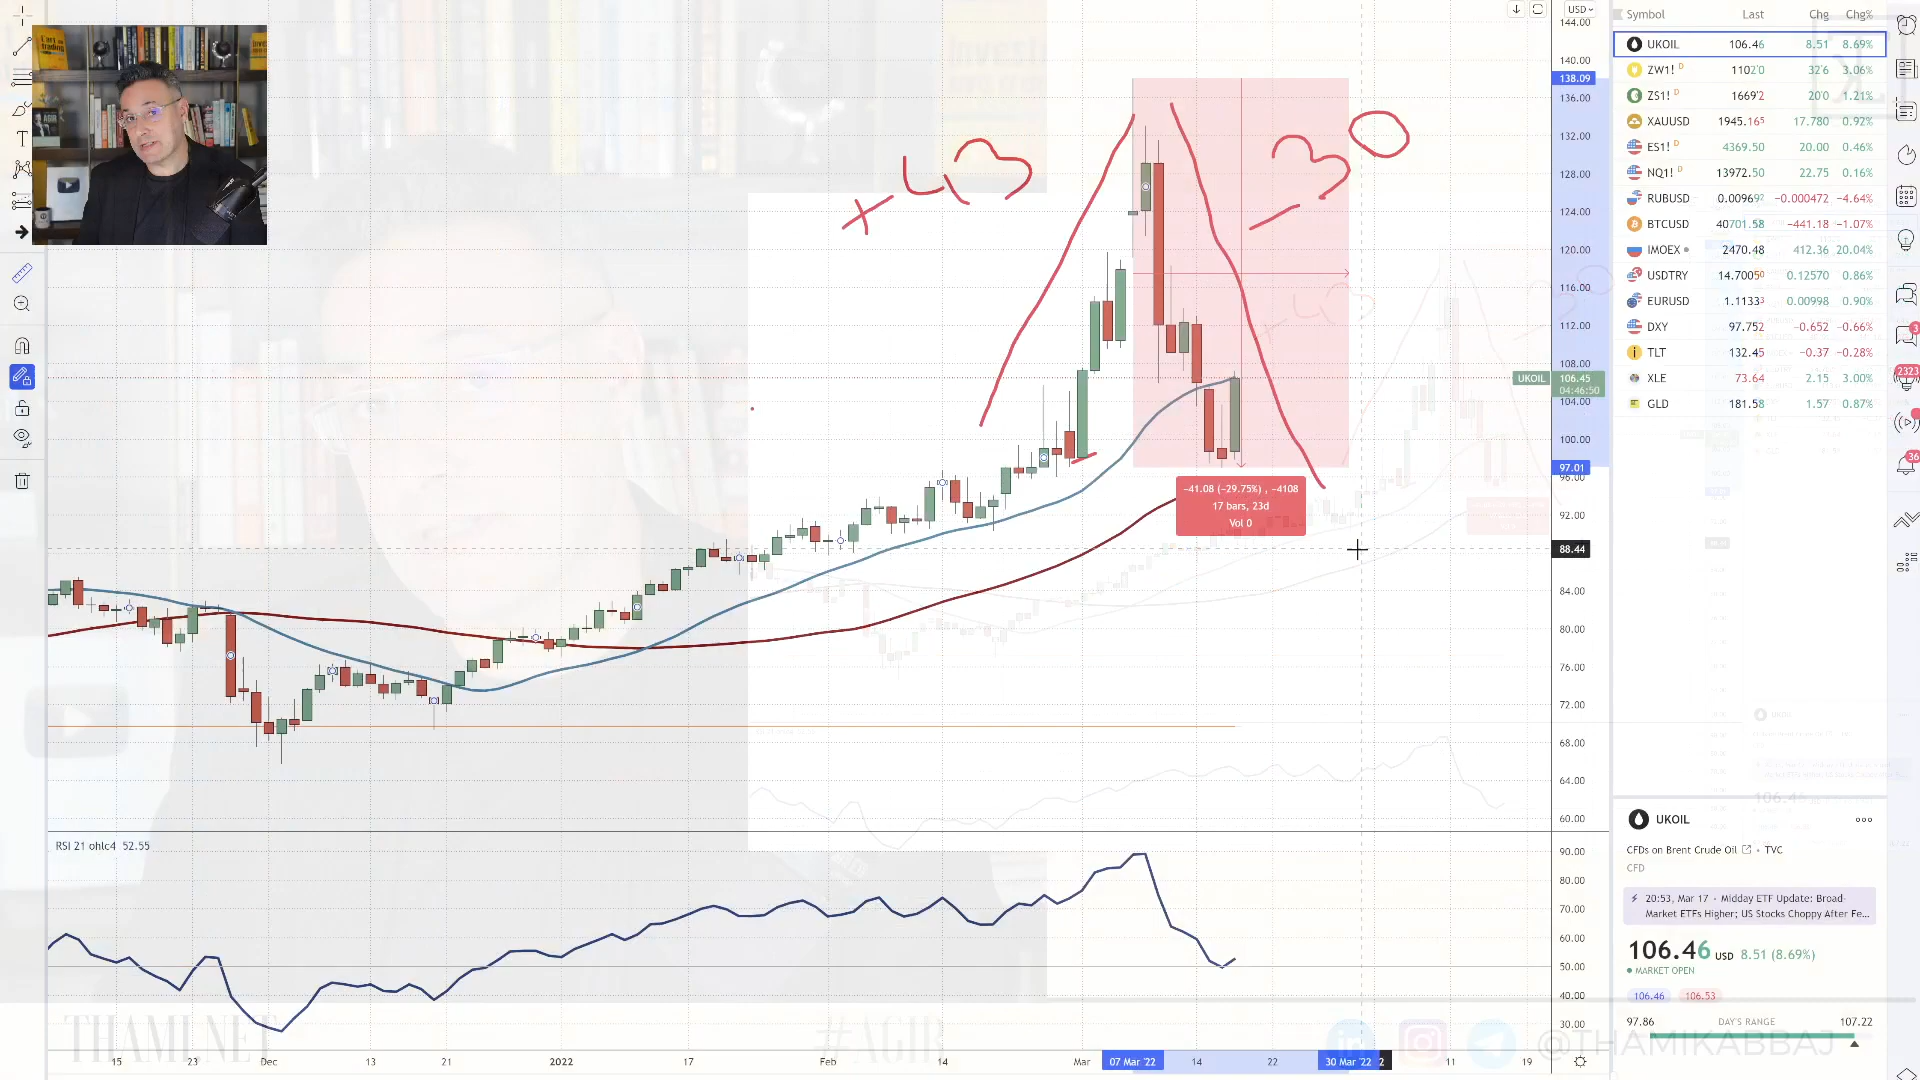 USD
Symbol Last Chg Chg%
UKOIL 106.46 8.51 8.69%
ZW1! D 1102'0 32'6 3.06%
ZS1! D 1669'2 20'0 1.21%
XAUUSD 1945.165 17.780 0.92%
ES1! D 4369.50 20.00 0.46%
NQ1! D 13972.50 22.75 0.16%
RUBUSD 0.009697 −0.000472 −4.64%
BTCUSD 40701.58 −441.18 −1.07%
IMOEX 2470.48 412.36 20.04%
USDTRY 14.70050 0.12570 0.86%
EURUSD 1.11333 0.00998 0.90%
DXY 97.752 −0.652 −0.66%
TLT 132.45 −0.37 −0.28%
XLE 73.64 2.15 3.00%
GLD 181.58 1.57 0.87%
144.00
140.00
138.09
136.00
132.00
128.00
124.00
120.00
116.00
112.00
108.00
UKOIL 106.45
04:46:50
104.00
100.00
97.01
96.00
92.00
88.44
84.00
80.00
76.00
72.00
68.00
64.00
60.00
+43
−30
−41.08 (−29.75%) , −4108
17 bars, 23d
Vol 0
RSI 21 ohlc4 52.55
90.00
80.00
70.00
60.00
50.00
40.00
30.00
15 23 Dec 13 21 2022 17 Feb 14 Mar 07 Mar '22 14 22 30 Mar '22 2 11 19
UKOIL
CFDs on Brent Crude Oil • TVC
CFD
20:53, Mar 17 • Midday ETF Update: Broad-
Market ETFs Higher; US Stocks Choppy After Fe...
106.46 USD 8.51 (8.69%)
MARKET OPEN
106.46 106.53
97.86 DAY'S RANGE 107.22
THAMI.NET
#AGIR
@THAMIKABBAJ
3
2323
36